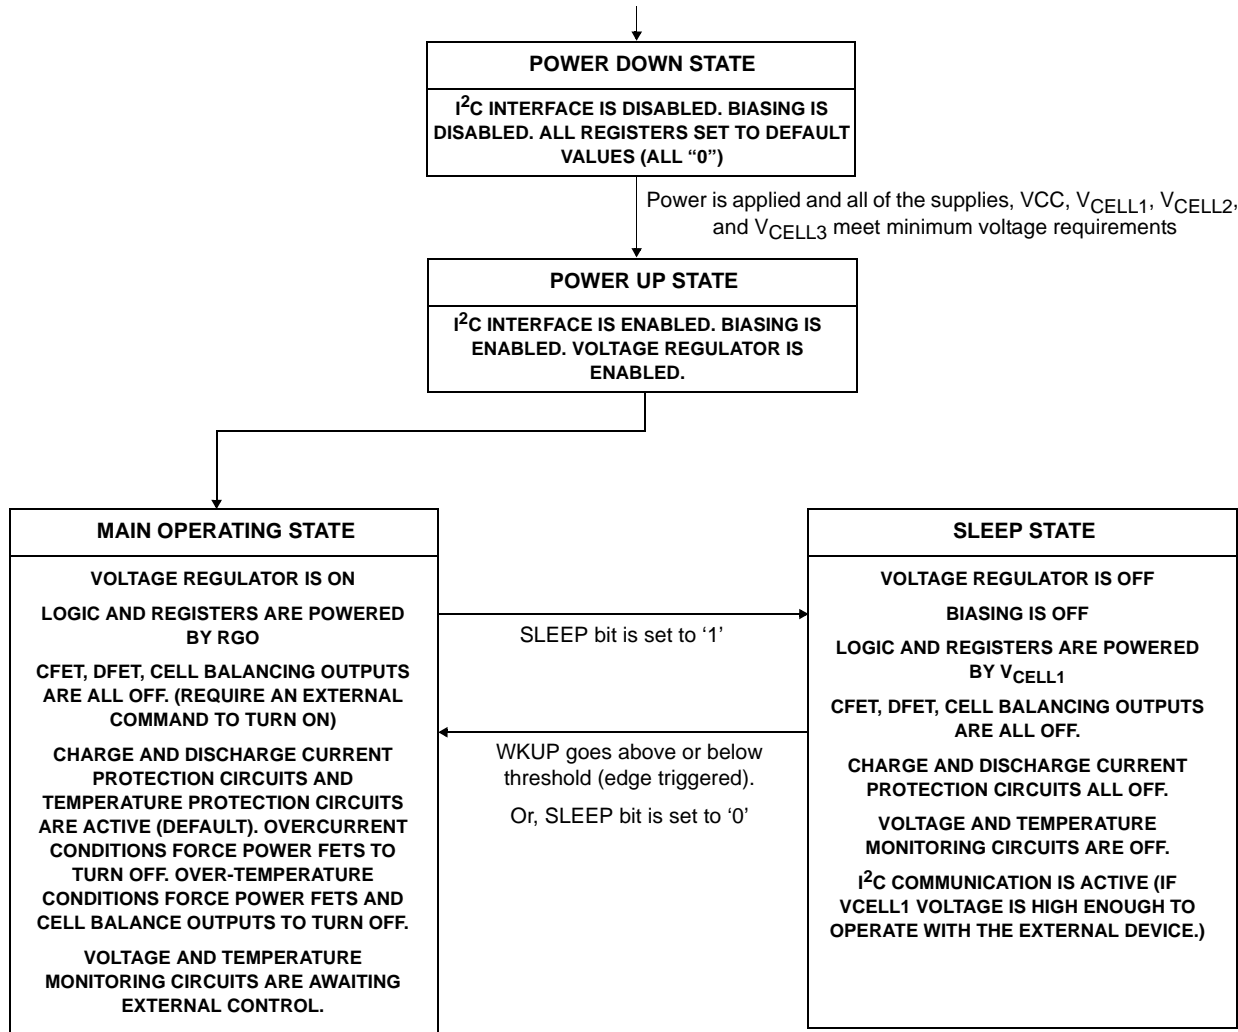 POWER DOWN STATE
I2C INTERFACE IS DISABLED. BIASING IS
DISABLED. ALL REGISTERS SET TO DEFAULT
VALUES (ALL “0”)
Power is applied and all of the supplies, VCC, VCELL1, VCELL2,
and VCELL3 meet minimum voltage requirements
POWER UP STATE
I2C INTERFACE IS ENABLED. BIASING IS
ENABLED. VOLTAGE REGULATOR IS
ENABLED.
MAIN OPERATING STATE
VOLTAGE REGULATOR IS ON
LOGIC AND REGISTERS ARE POWERED
BY RGO
CFET, DFET, CELL BALANCING OUTPUTS
ARE ALL OFF. (REQUIRE AN EXTERNAL
COMMAND TO TURN ON)
CHARGE AND DISCHARGE CURRENT
PROTECTION CIRCUITS AND
TEMPERATURE PROTECTION CIRCUITS
ARE ACTIVE (DEFAULT). OVERCURRENT
CONDITIONS FORCE POWER FETS TO
TURN OFF. OVER-TEMPERATURE
CONDITIONS FORCE POWER FETS AND
CELL BALANCE OUTPUTS TO TURN OFF.
VOLTAGE AND TEMPERATURE
MONITORING CIRCUITS ARE AWAITING
EXTERNAL CONTROL.
SLEEP bit is set to ‘1’
WKUP goes above or below
threshold (edge triggered).
Or, SLEEP bit is set to ‘0’
SLEEP STATE
VOLTAGE REGULATOR IS OFF
BIASING IS OFF
LOGIC AND REGISTERS ARE POWERED
BY VCELL1
CFET, DFET, CELL BALANCING OUTPUTS
ARE ALL OFF.
CHARGE AND DISCHARGE CURRENT
PROTECTION CIRCUITS ALL OFF.
VOLTAGE AND TEMPERATURE
MONITORING CIRCUITS ARE OFF.
I2C COMMUNICATION IS ACTIVE (IF
VCELL1 VOLTAGE IS HIGH ENOUGH TO
OPERATE WITH THE EXTERNAL DEVICE.)